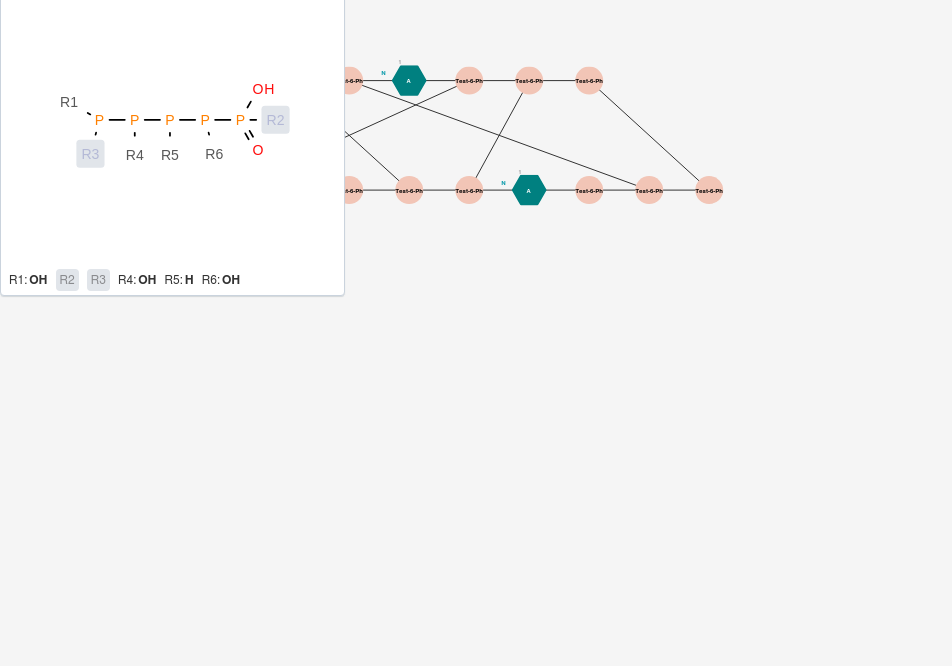 OH
R1
P P P P P R2
R3 R4 R5 R6 O
R1: OH R2 R3 R4: OH R5: H R6: OH
t-6-Ph N 1 A Test-6-Ph Test-6-Ph Test-6-Ph
t-6-Ph Test-6-Ph Test-6-Ph N 1 A Test-6-Ph Test-6-Ph Test-6-Ph